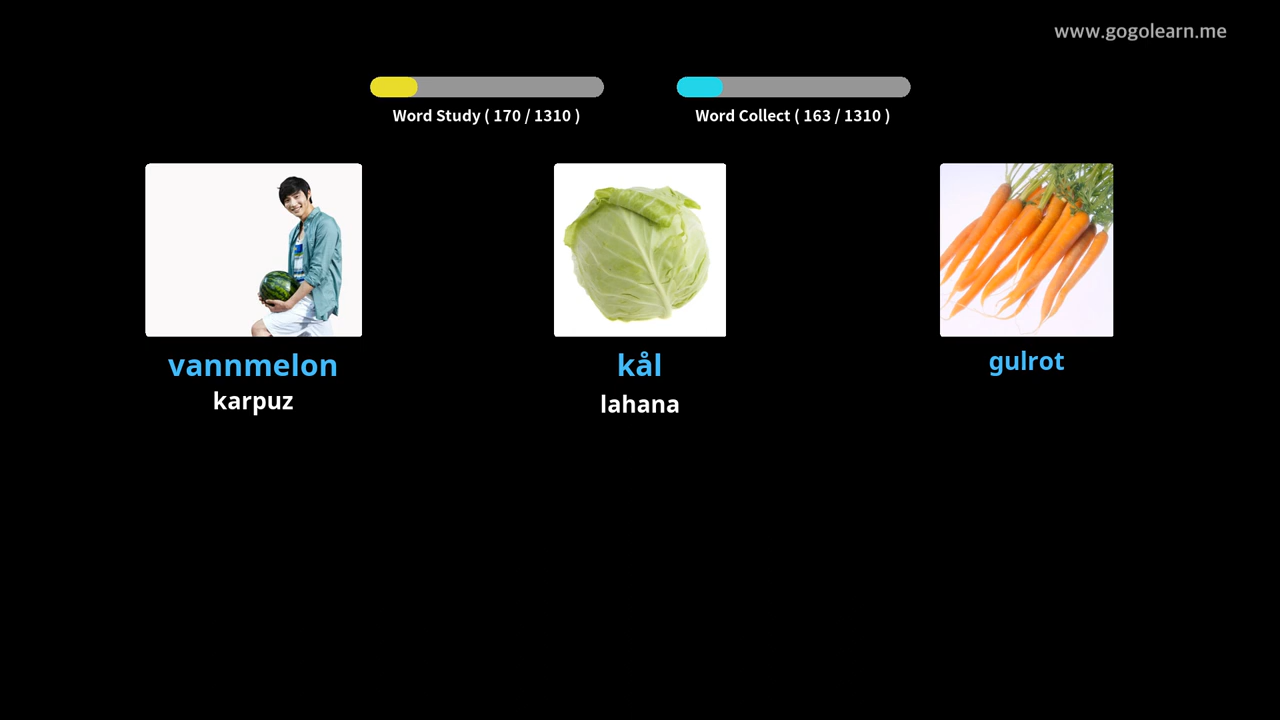 www.gogolearn.me
Word Study ( 170 / 1310 )
Word Collect ( 163 / 1310 )
vannmelon
karpuz
kål
lahana
gulrot